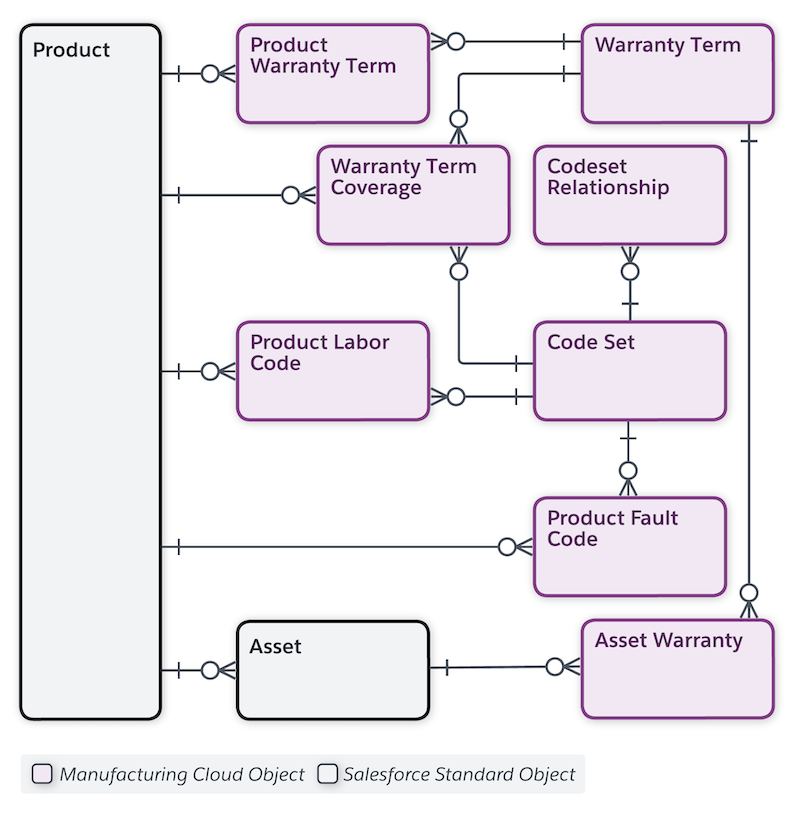 Product
Product
Warranty Term
Warranty Term
Warranty Term
Coverage
Codeset
Relationship
Product Labor
Code
Code Set
Product Fault
Code
Asset
Asset Warranty
Manufacturing Cloud Object
Salesforce Standard Object